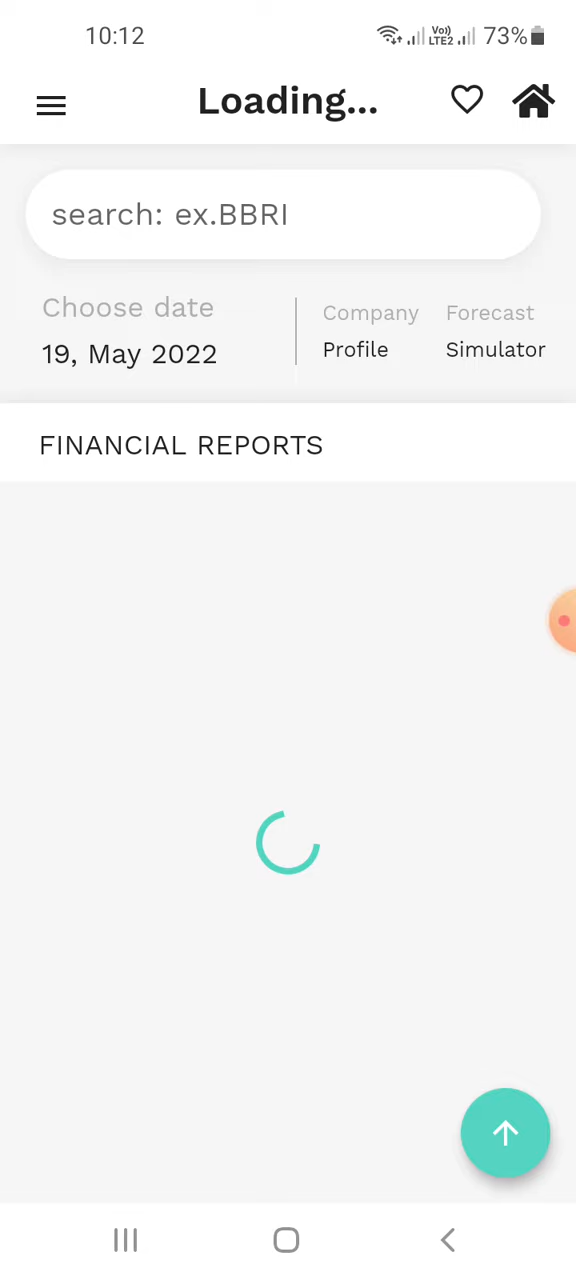 10:12
Vo))
LTE2
73%
Loading...
search: ex.BBRI
Choose date
19, May 2022
Company
Profile
Forecast
Simulator
FINANCIAL REPORTS